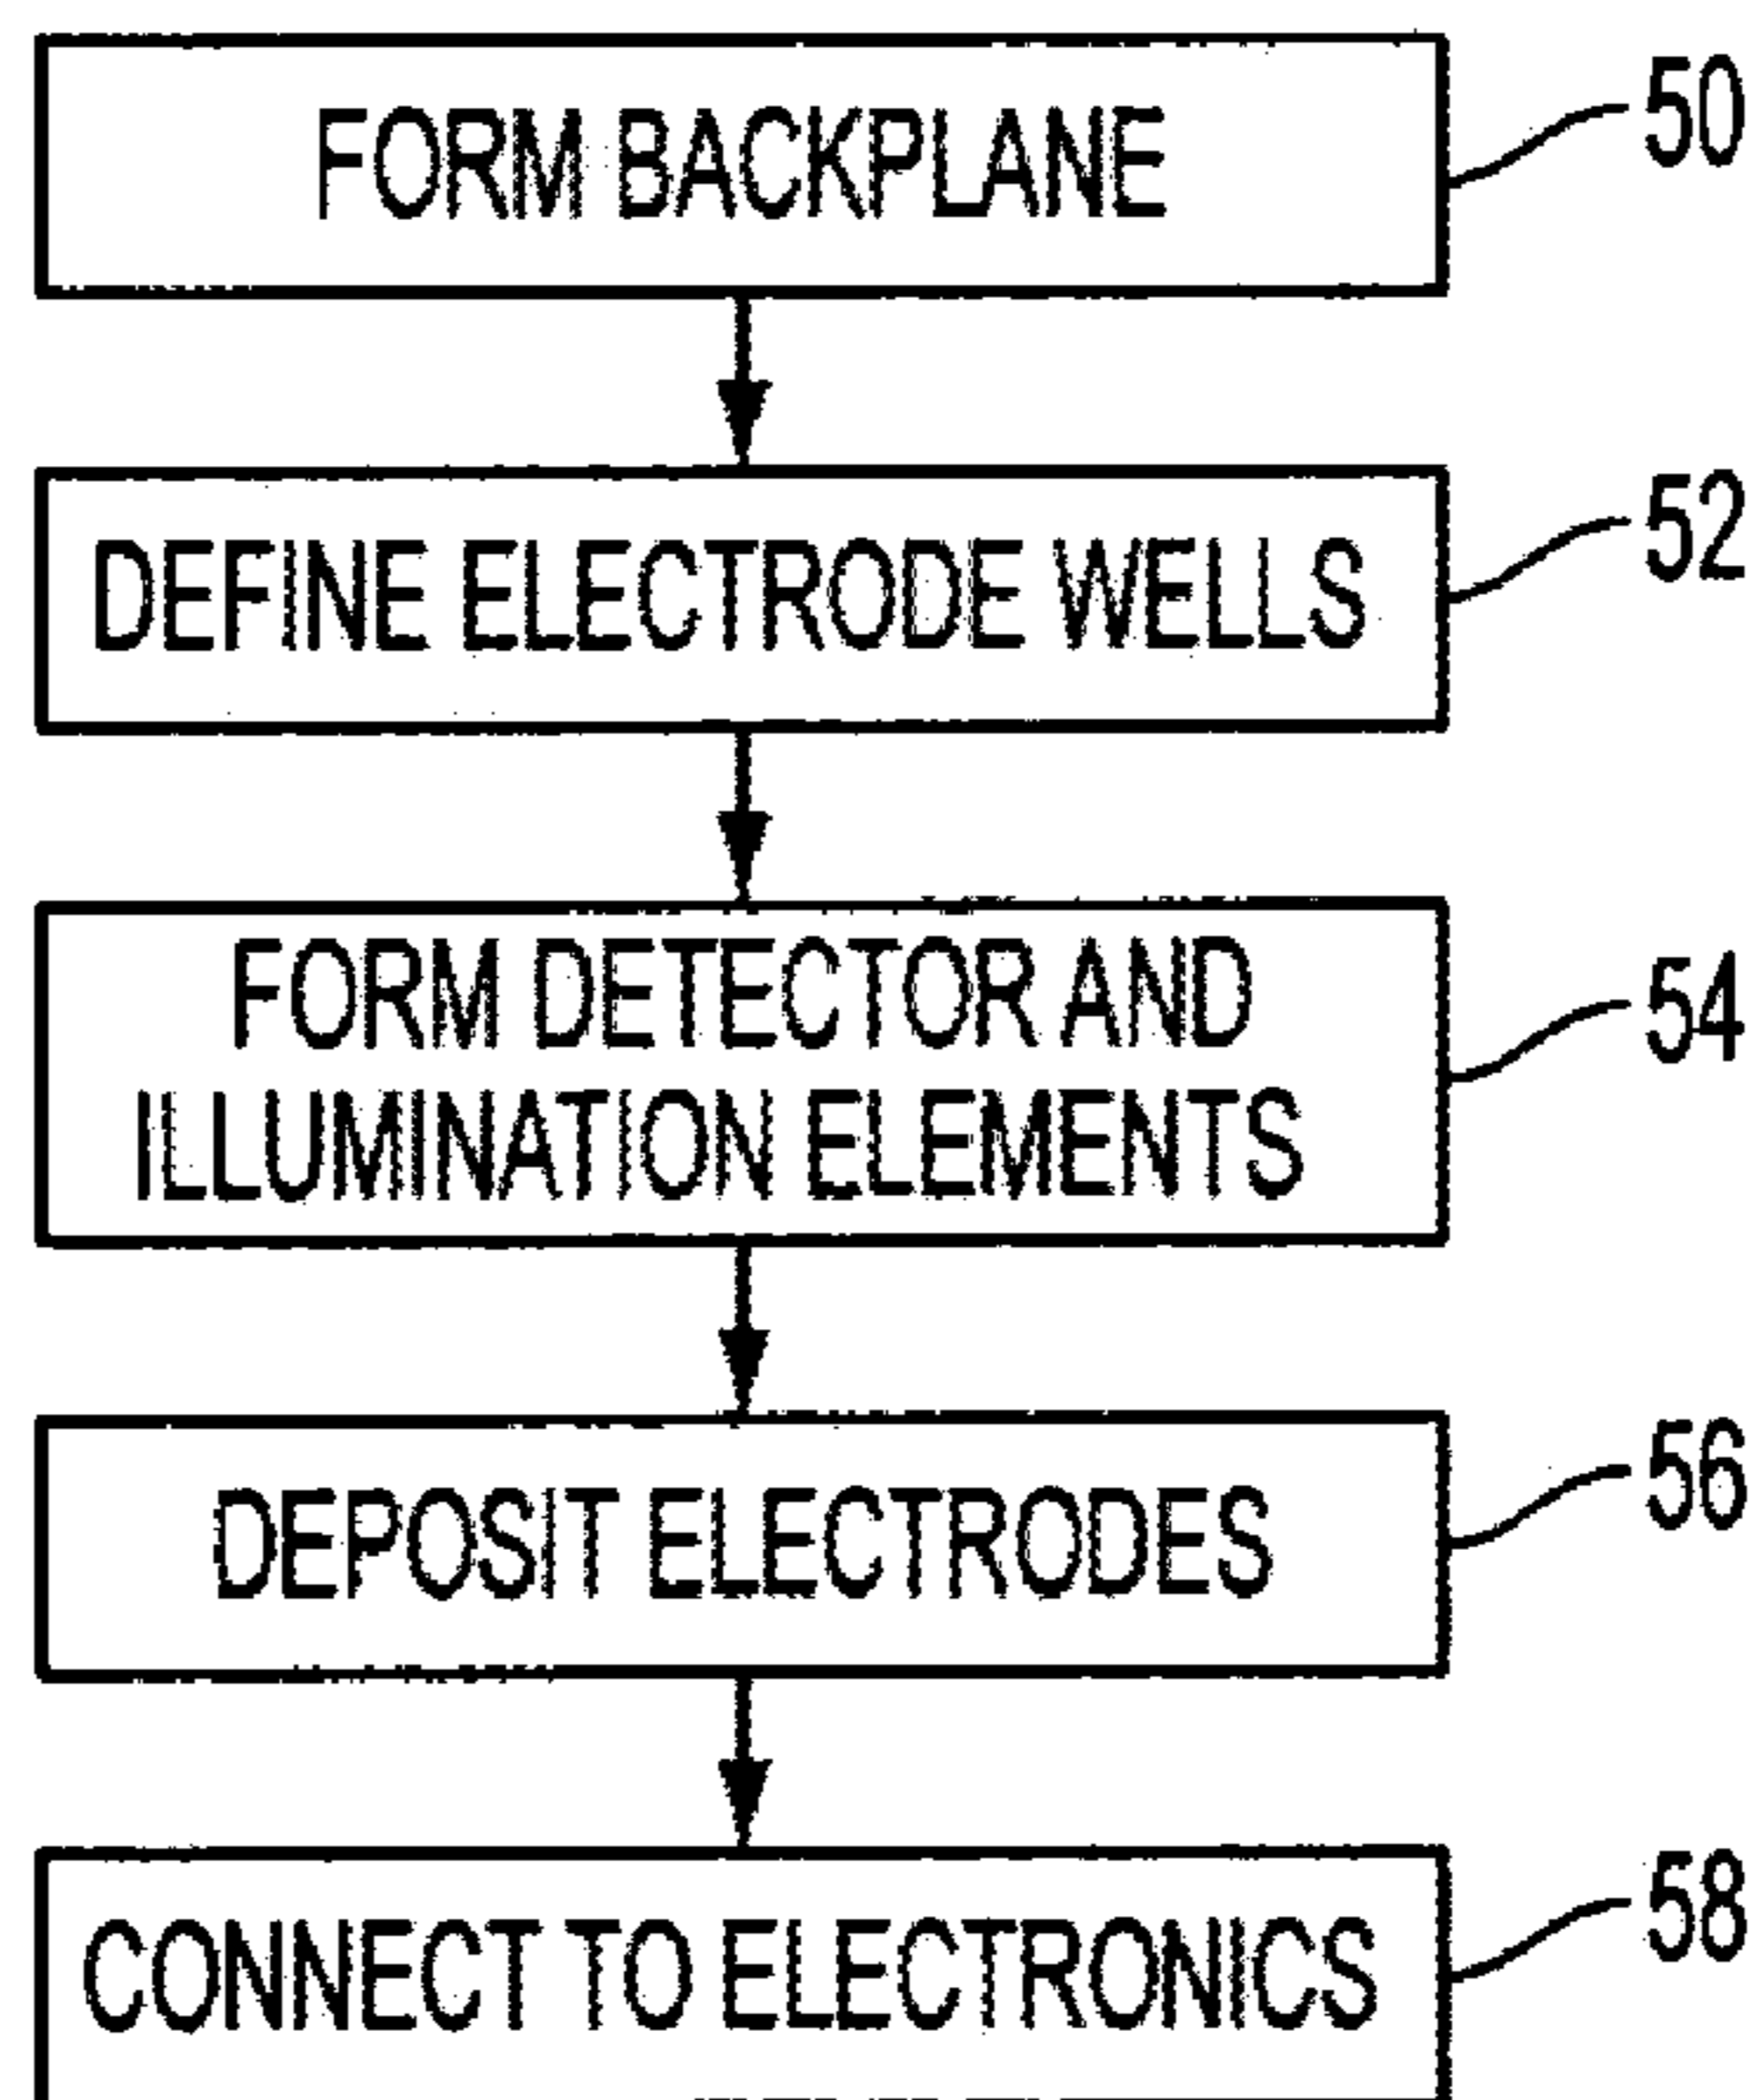 FORM BACKPLANE
50
DEFINE ELECTRODE WELLS
52
FORM DETECTOR AND
ILLUMINATION ELEMENTS
54
DEPOSIT ELECTRODES
56
CONNECT TO ELECTRONICS
58